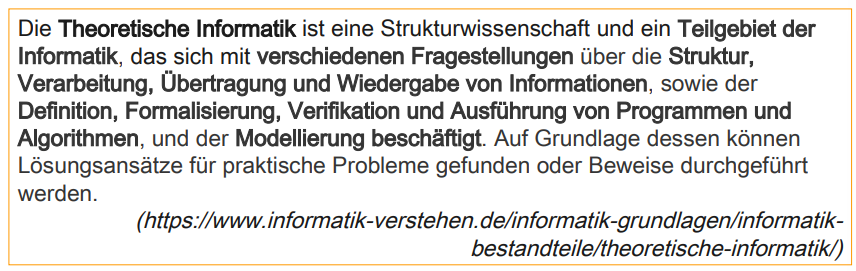 Die Theoretische Informatik ist eine Strukturwissenschaft und ein Teilgebiet der
Informatik, das sich mit verschiedenen Fragestellungen über die Struktur,
Verarbeitung, Übertragung und Wiedergabe von Informationen, sowie der
Definition, Formalisierung, Verifikation und Ausführung von Programmen und
Algorithmen, und der Modellierung beschäftigt. Auf Grundlage dessen können
Lösungsansätze für praktische Probleme gefunden oder Beweise durchgeführt
werden.
(https://www.informatik-verstehen.de/informatik-grundlagen/informatik-
bestandteile/theoretische-informatik/)